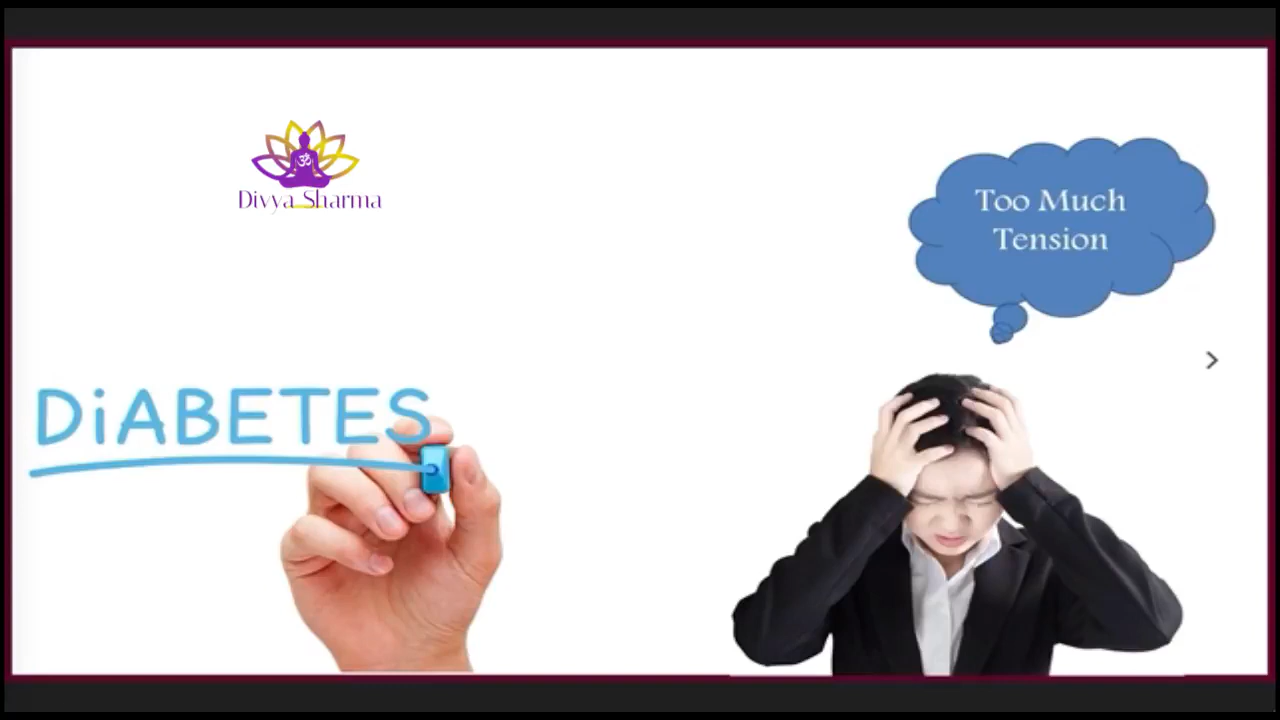 ॐ
Divya Sharma
Too Much
Tension
DiABETES